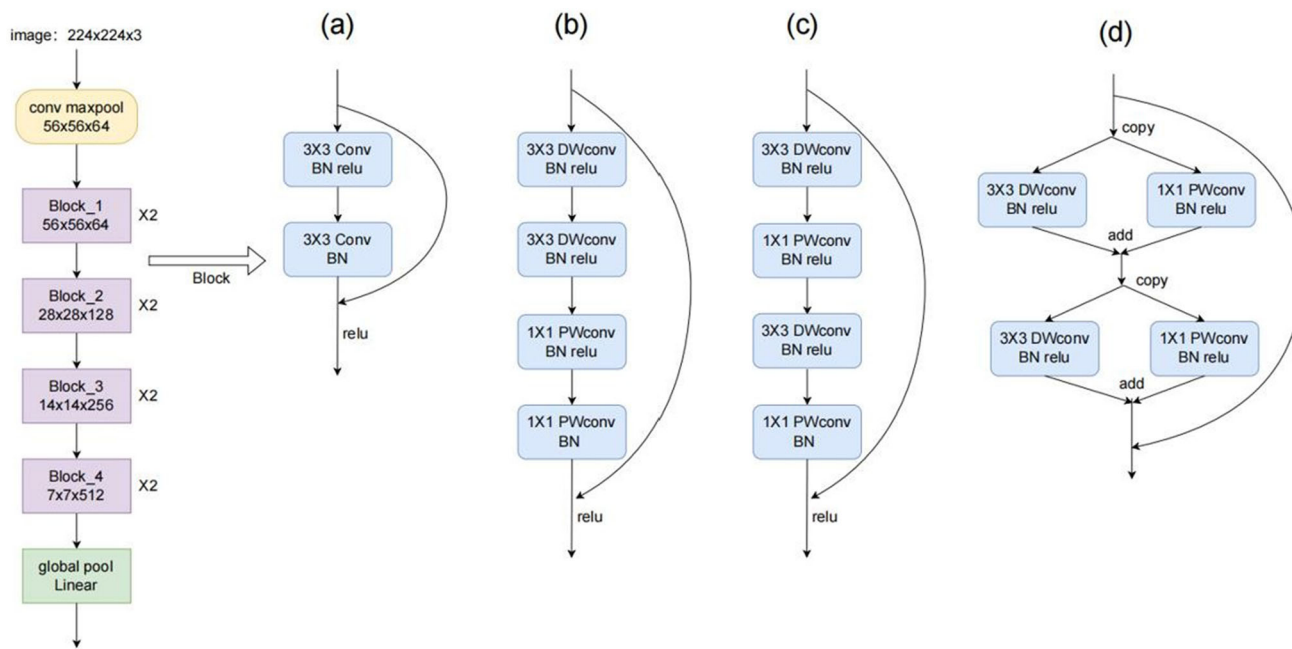 image: 224x224x3
conv maxpool
56x56x64
Block_1
56x56x64
X2
Block_2
28x28x128
X2
Block_3
14x14x256
X2
Block_4
7x7x512
X2
global pool
Linear
Block
(a)
3X3 Conv
BN relu
3X3 Conv
BN
relu
(b)
3X3 DWconv
BN relu
3X3 DWconv
BN relu
1X1 PWconv
BN relu
1X1 PWconv
BN
relu
(c)
3X3 DWconv
BN relu
1X1 PWconv
BN relu
3X3 DWconv
BN relu
1X1 PWconv
BN
relu
(d)
copy
3X3 DWconv
BN relu
1X1 PWconv
BN relu
add
copy
3X3 DWconv
BN relu
1X1 PWconv
BN relu
add